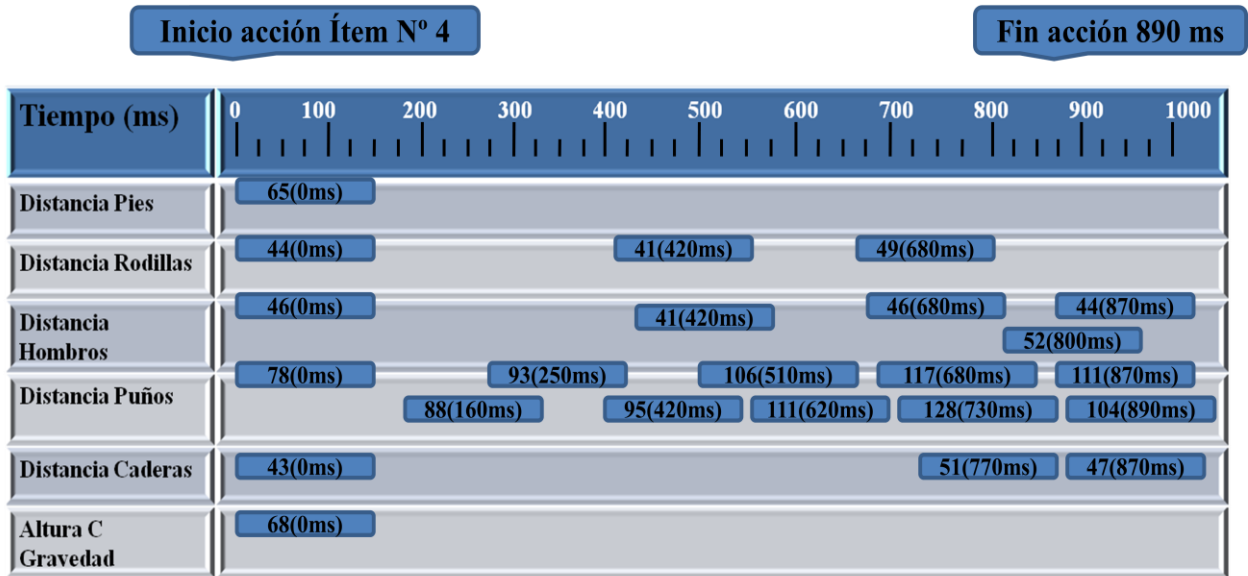 Inicio acción Ítem Nº 4
Fin acción 890 ms
Tiempo (ms)
0 100 200 300 400 500 600 700 800 900 1000
Distancia Pies
65(0ms)
Distancia Rodillas
44(0ms) 41(420ms) 49(680ms)
Distancia
Hombros
46(0ms) 41(420ms) 46(680ms) 44(870ms)
52(800ms)
Distancia Puños
78(0ms) 93(250ms) 106(510ms) 117(680ms) 111(870ms)
88(160ms) 95(420ms) 111(620ms) 128(730ms) 104(890ms)
Distancia Caderas
43(0ms) 51(770ms) 47(870ms)
Altura C
Gravedad
68(0ms)